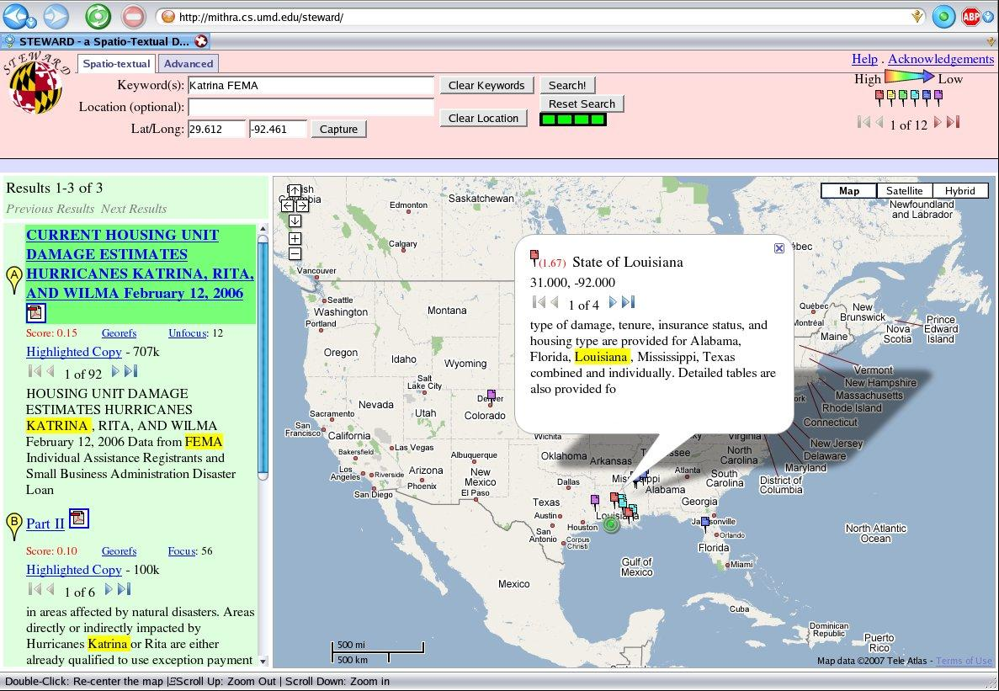 http://mithra.cs.umd.edu/steward/
ABP
STEWARD - a Spatio-Textual D...
STEWARD
Spatio-textual
Advanced
Help . Acknowledgements
High
Low
Keyword(s):
Katrina FEMA
Clear Keywords
Search!
Location (optional):
Reset Search
Clear Location
Lat/Long:
29.612
-92.461
Capture
1 of 12
Results 1-3 of 3
Previous Results Next Results
A
CURRENT HOUSING UNIT
DAMAGE ESTIMATES
HURRICANES KATRINA, RITA,
AND WILMA February 12, 2006
Score: 0.15
Georefs
Unfocus: 12
Highlighted Copy - 707k
1 of 92
HOUSING UNIT DAMAGE
ESTIMATES HURRICANES
KATRINA , RITA, AND WILMA
February 12, 2006 Data from FEMA
Individual Assistance Registrants and
Small Business Administration Disaster
Loan
B
Part II
Score: 0.10
Georefs
Focus: 56
Highlighted Copy - 100k
1 of 6
in areas affected by natural disasters. Areas
directly or indirectly impacted by
Hurricanes Katrina or Rita are either
already qualified to use exception payment
Map
Satellite
Hybrid
Edmonton
Saskatchewan
Newfoundland
and Labrador
Calgary
Vancouver
Seattle
Washington
Portland
Montana
Oregon
Idaho
Wyoming
Salt
Lake City
Nevada
Utah
Denver
Colorado
Sacramento
San
Francisco
California
Bakersfield
Las Vegas
Los
Angeles
Riverside
San Diego
Arizona
Phoenix
Albuquerque
New
Mexico
El Paso
Wichita
Oklahoma
Arkansas
Dallas
Texas
Austin
San
Antonio
Houston
Corpus
Christi
(1.67) State of Louisiana
31.000, -92.000
1 of 4
type of damage, tenure, insurance status, and
housing type are provided for Alabama,
Florida, Louisiana , Mississippi, Texas
combined and individually. Detailed tables are
also provided fo
Québec
Montréal
New
Brunswick
Prince
Edward
Island
Nova
Scotia
Maine
Vermont
New Hampshire
Massachusetts
Rhode Island
Connecticut
New Jersey
Delaware
Maryland
District of
Columbia
Virginia
North
Carolina
South
Carolina
Atlanta
Alabama
Georgia
Orlando
Florida
Miami
Gulf of
Mexico
North Atlantic
Ocean
Mexico
Cuba
Dominican
Republic
Puerto
Rico
500 mi
500 km
Map data ©2007 Tele Atlas - Terms of Use
Double-Click: Re-center the map | Scroll Up: Zoom Out | Scroll Down: Zoom in